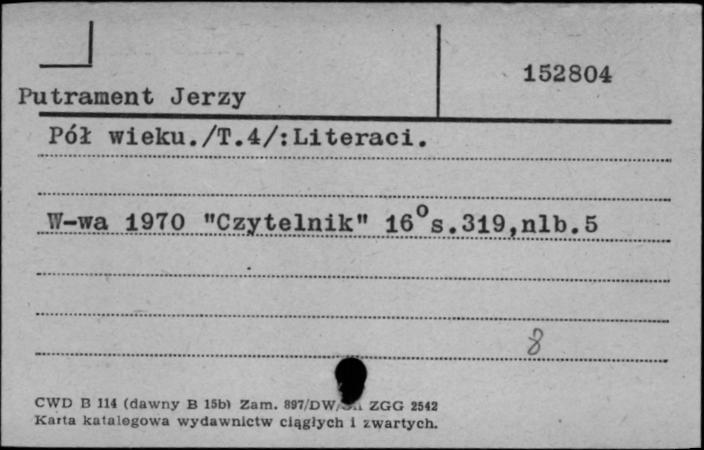 152804
Putrament Jerzy
Pół wieku./T.4/:Literaci.
W-wa 1970 "Czytelnik" 16° s.319,nlb.5
8
CWD B 114 (dawny B 15b) Zam. 897/DW/ ZGG 2542
Karta katalogowa wydawnictw ciągłych i zwartych.